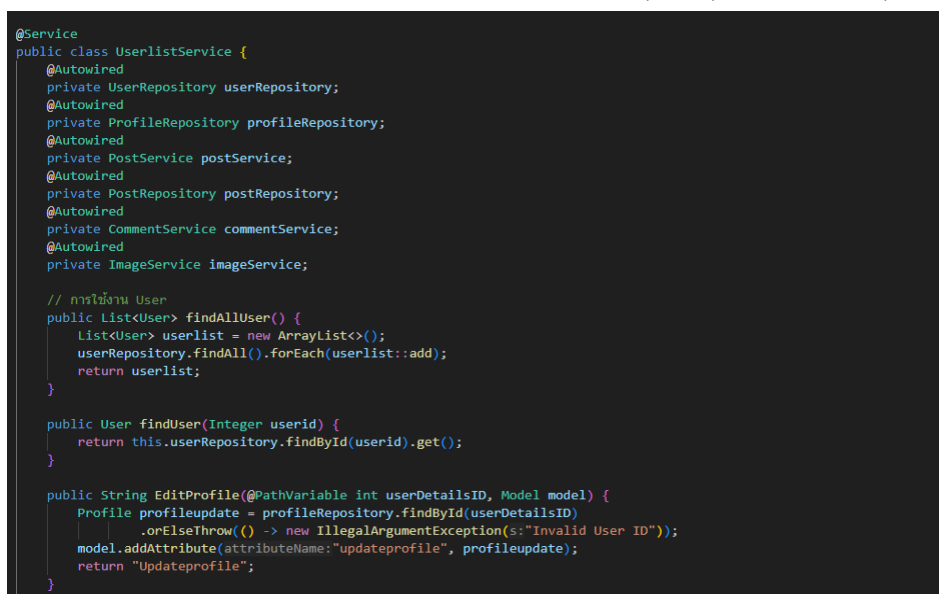 @Service
public class UserlistService {
    @Autowired
    private UserRepository userRepository;
    @Autowired
    private ProfileRepository profileRepository;
    @Autowired
    private PostService postService;
    @Autowired
    private PostRepository postRepository;
    @Autowired
    private CommentService commentService;
    @Autowired
    private ImageService imageService;

    // การใช้งาน User
    public List<User> findAllUser() {
        List<User> userlist = new ArrayList<>();
        userRepository.findAll().forEach(userlist::add);
        return userlist;
    }

    public User findUser(Integer userid) {
        return this.userRepository.findById(userid).get();
    }

    public String EditProfile(@PathVariable int userDetailsID, Model model) {
        Profile profileupdate = profileRepository.findById(userDetailsID)
                .orElseThrow(() -> new IllegalArgumentException(s:"Invalid User ID"));
        model.addAttribute(attributeName:"updateprofile", profileupdate);
        return "Updateprofile";
    }